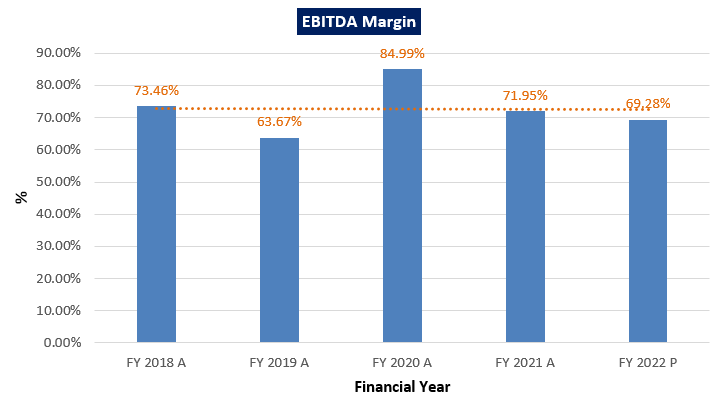 EBITDA Margin
90.00%
80.00%
70.00%
60.00%
50.00%
40.00%
30.00%
20.00%
10.00%
0.00%
%
73.46%
63.67%
84.99%
71.95%
69.28%
FY 2018 A
FY 2019 A
FY 2020 A
FY 2021 A
FY 2022 P
Financial Year